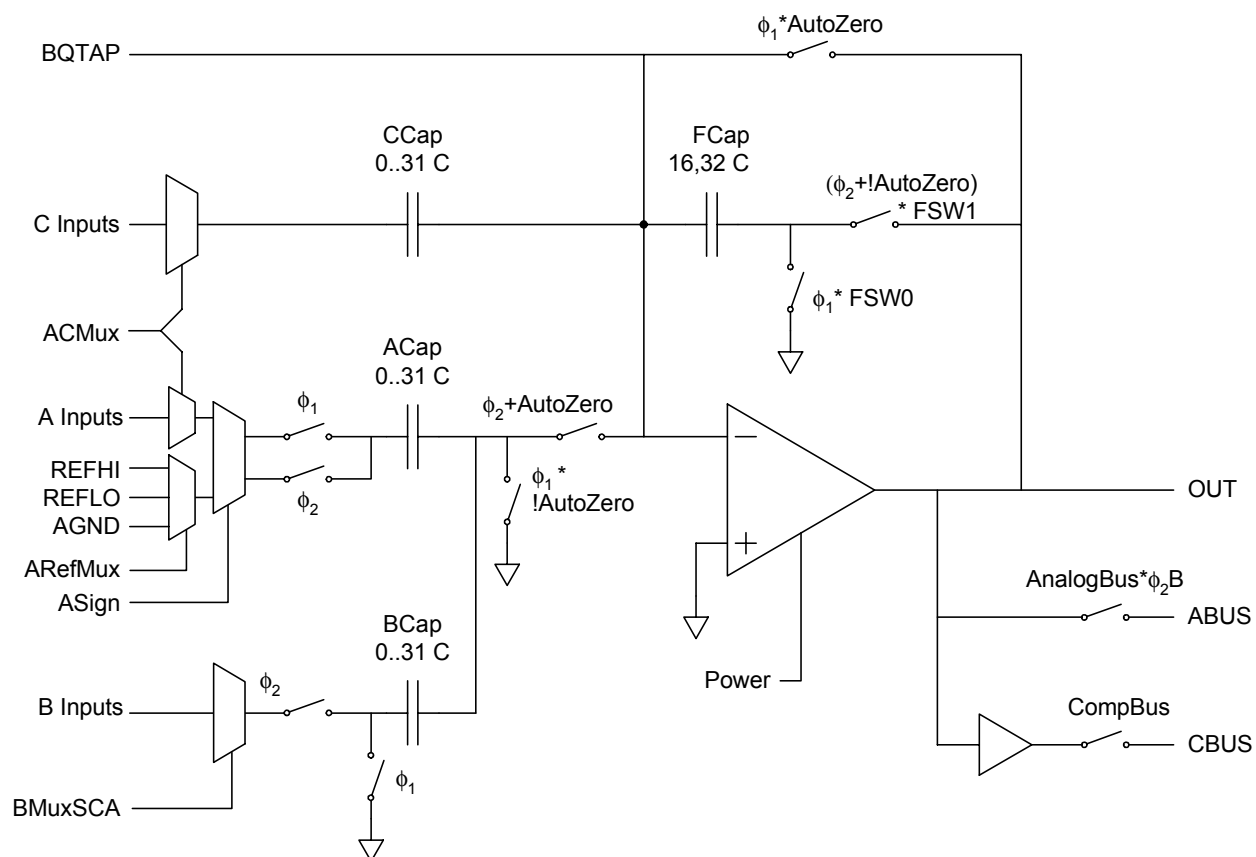 ϕ1*AutoZero
BQTAP
CCap
0..31 C
FCap
16,32 C
(ϕ2+!AutoZero)
* FSW1
C Inputs
ϕ1* FSW0
ACMux
ACap
0..31 C
ϕ1
ϕ2+AutoZero
A Inputs
REFHI
REFLO
ϕ2
ϕ1*
!AutoZero
AGND
OUT
ARefMux
ASign
AnalogBus*ϕ2B
ABUS
BCap
0..31 C
Power
ϕ2
B Inputs
CompBus
CBUS
ϕ1
BMuxSCA